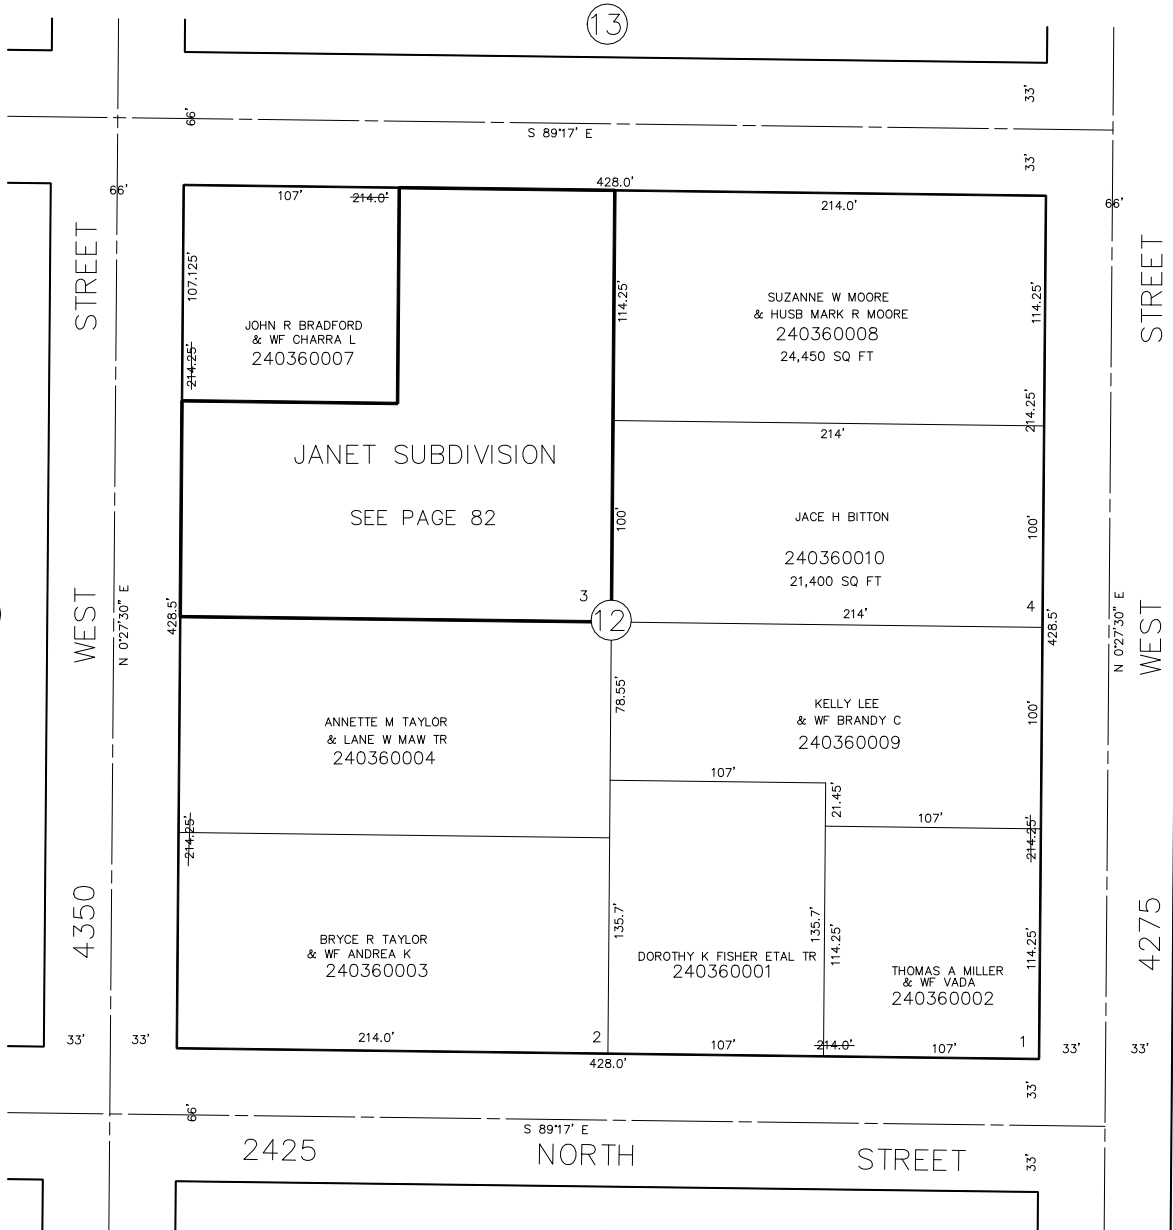 13
33'
66'
S 89°17' E
33'
66'
428.0'
66'
107'
214.0'
214.0'
STREET
STREET
107.125'
114.25'
114.25'
SUZANNE W MOORE
& HUSB MARK R MOORE
240360008
24,450 SQ FT
JOHN R BRADFORD
& WF CHARRA L
240360007
214.25'
214.25'
214'
JANET SUBDIVISION
SEE PAGE 82
100'
JACE H BITTON
100'
240360010
21,400 SQ FT
3
4
12
214'
428.5'
428.5'
WEST
N 0°27'30" E
N 0°27'30" E
WEST
78.55'
KELLY LEE
& WF BRANDY C
240360009
100'
ANNETTE M TAYLOR
& LANE W MAW TR
240360004
107'
21.45'
107'
214.25'
214.25'
4350
4275
135.7'
135.7'
114.25'
114.25'
BRYCE R TAYLOR
& WF ANDREA K
240360003
DOROTHY K FISHER ETAL TR
240360001
THOMAS A MILLER
& WF VADA
240360002
33'
33'
214.0'
2
107'
214.0'
107'
1
33'
33'
428.0'
33'
66'
S 89°17' E
2425 NORTH STREET
33'